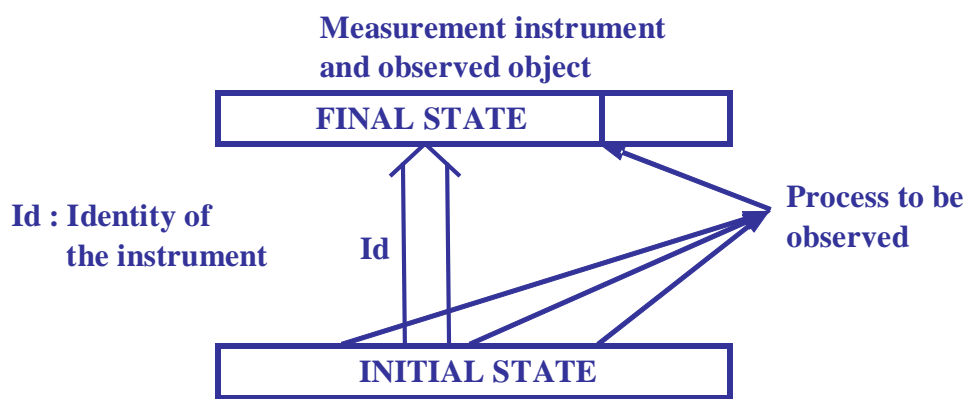 Measurement instrument
and observed object
FINAL STATE
Id : Identity of
the instrument
Id
Process to be
observed
INITIAL STATE